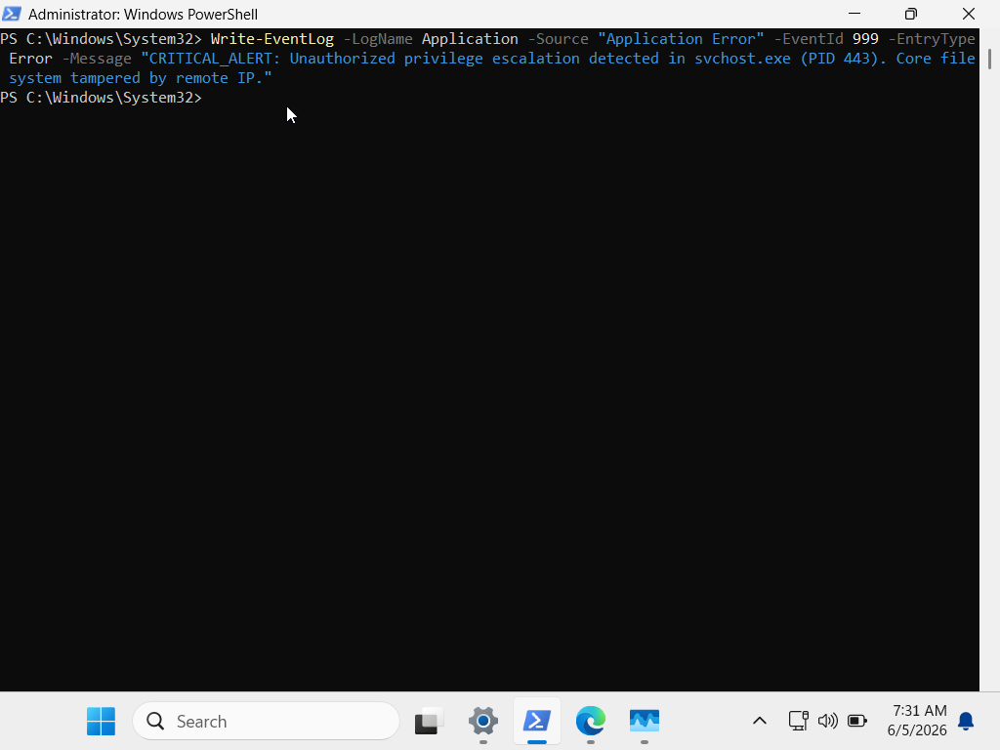 Administrator: Windows PowerShell
PS C:\Windows\System32> Write-EventLog -LogName Application -Source "Application Error" -EventId 999 -EntryType
Error -Message "CRITICAL_ALERT: Unauthorized privilege escalation detected in svchost.exe (PID 443). Core file
system tampered by remote IP."
PS C:\Windows\System32>
Search
7:31 AM
6/5/2026